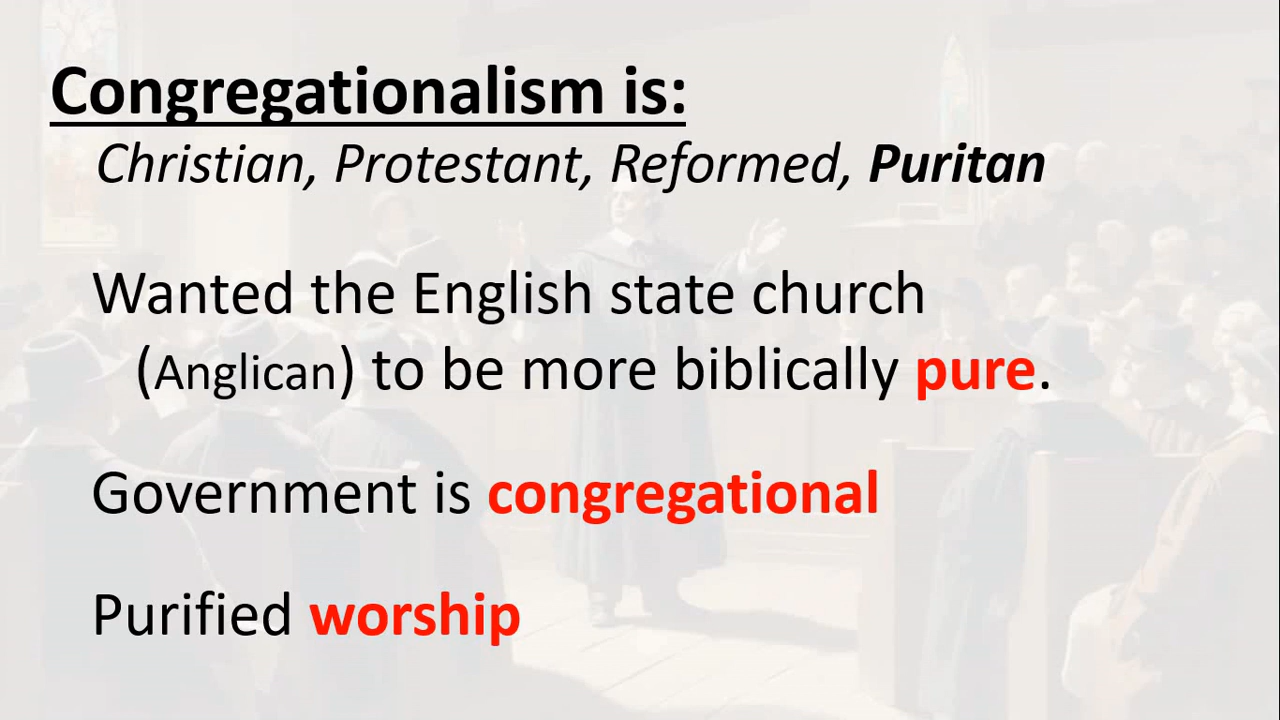 Congregationalism is:
Christian, Protestant, Reformed, Puritan
Wanted the English state church
(Anglican) to be more biblically pure.
Government is congregational
Purified worship